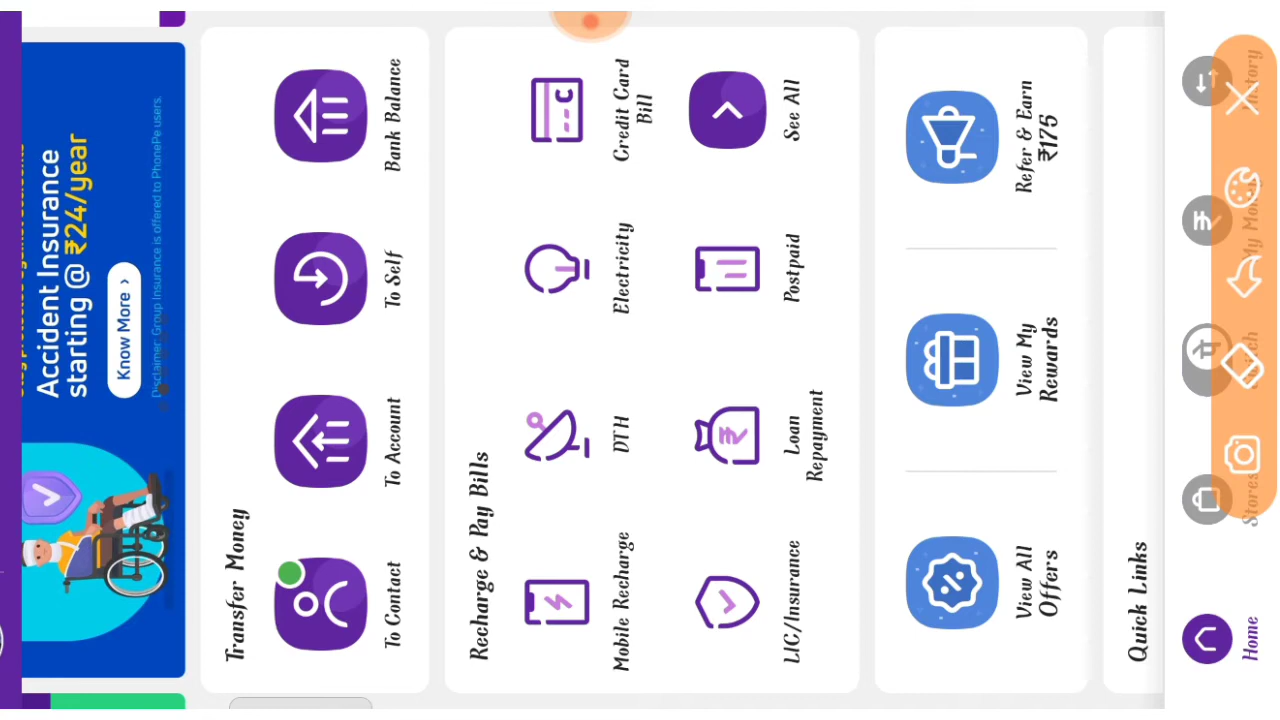 Accident Insurance
starting @ ₹24/year
Know More ›
Disclaimer: Group Insurance is offered to PhonePe users.
Transfer Money
To Contact
To Account
To Self
Bank Balance
Recharge & Pay Bills
Mobile Recharge
DTH
Electricity
Credit Card
Bill
LIC/Insurance
Loan
Repayment
Postpaid
See All
View All
Offers
View My
Rewards
Refer & Earn
₹175
Quick Links
Home
Stores
My Money
History